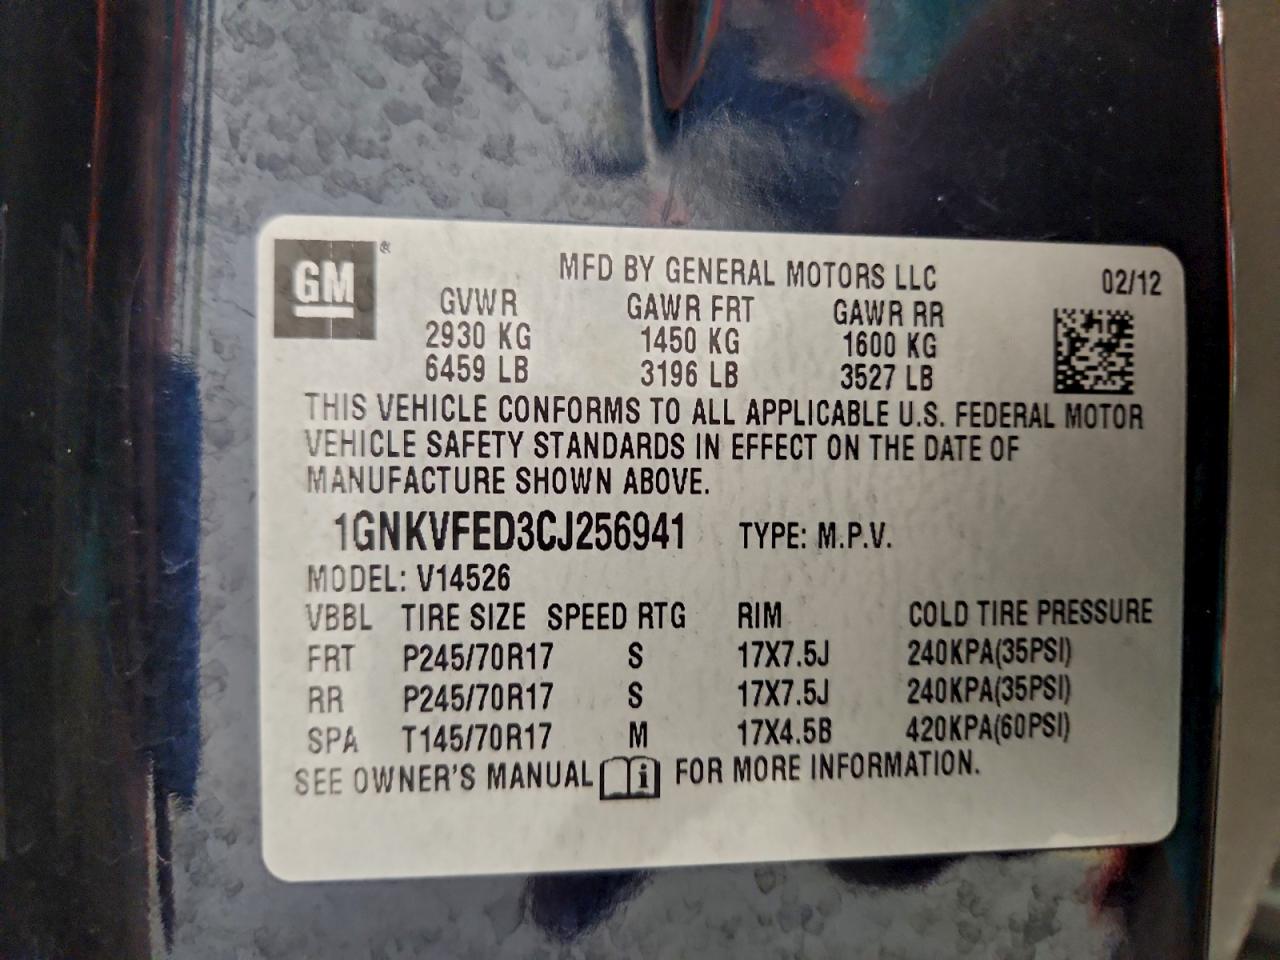 GM®
MFD BY GENERAL MOTORS LLC 02/12
GVWR GAWR FRT GAWR RR
2930 KG 1450 KG 1600 KG
6459 LB 3196 LB 3527 LB
THIS VEHICLE CONFORMS TO ALL APPLICABLE U.S. FEDERAL MOTOR
VEHICLE SAFETY STANDARDS IN EFFECT ON THE DATE OF
MANUFACTURE SHOWN ABOVE.
1GNKVFED3CJ256941 TYPE: M.P.V.
MODEL: V14526
VBBL TIRE SIZE SPEED RTG RIM COLD TIRE PRESSURE
FRT P245/70R17 S 17X7.5J 240KPA(35PSI)
RR P245/70R17 S 17X7.5J 240KPA(35PSI)
SPA T145/70R17 M 17X4.5B 420KPA(60PSI)
SEE OWNER'S MANUAL i FOR MORE INFORMATION.